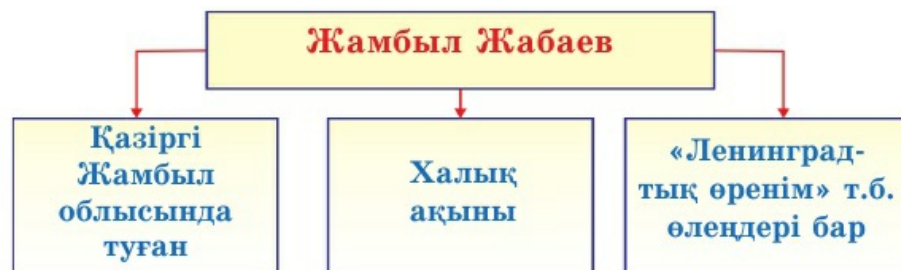 Жамбыл Жабаев
Қазіргі
Жамбыл
облысында
туған
Халық
ақыны
«Ленинград-
тық өренім» т.б.
өлеңдері бар